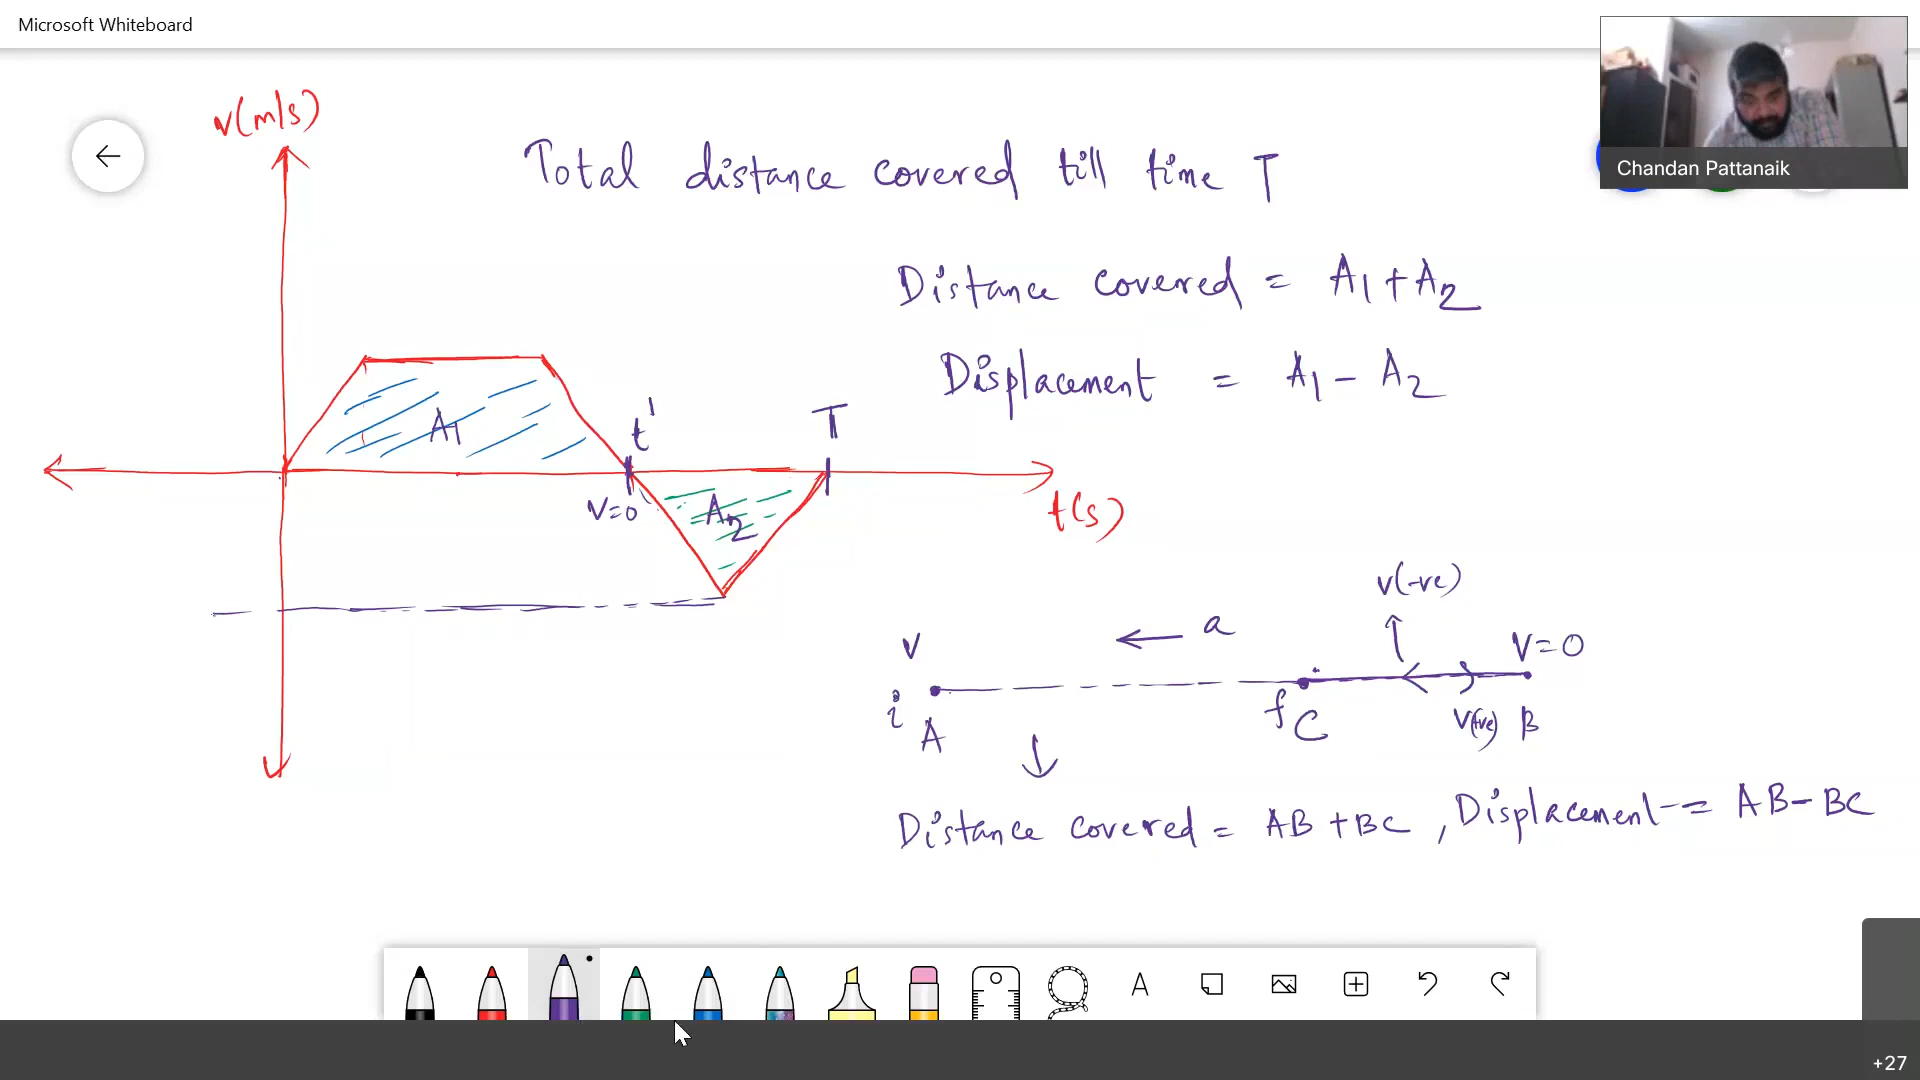 Microsoft Whiteboard
v(m/s)
Total distance covered till time T
Chandan Pattanaik
Distance covered = A1+A2
Displacement = A1 - A2
A1
t'
T
v=0
A2
t(s)
v(-ve)
a
v
V=0
i
A
f
C
V(+ve)
B
Distance covered = AB +BC , Displacement = AB-BC
A
+27